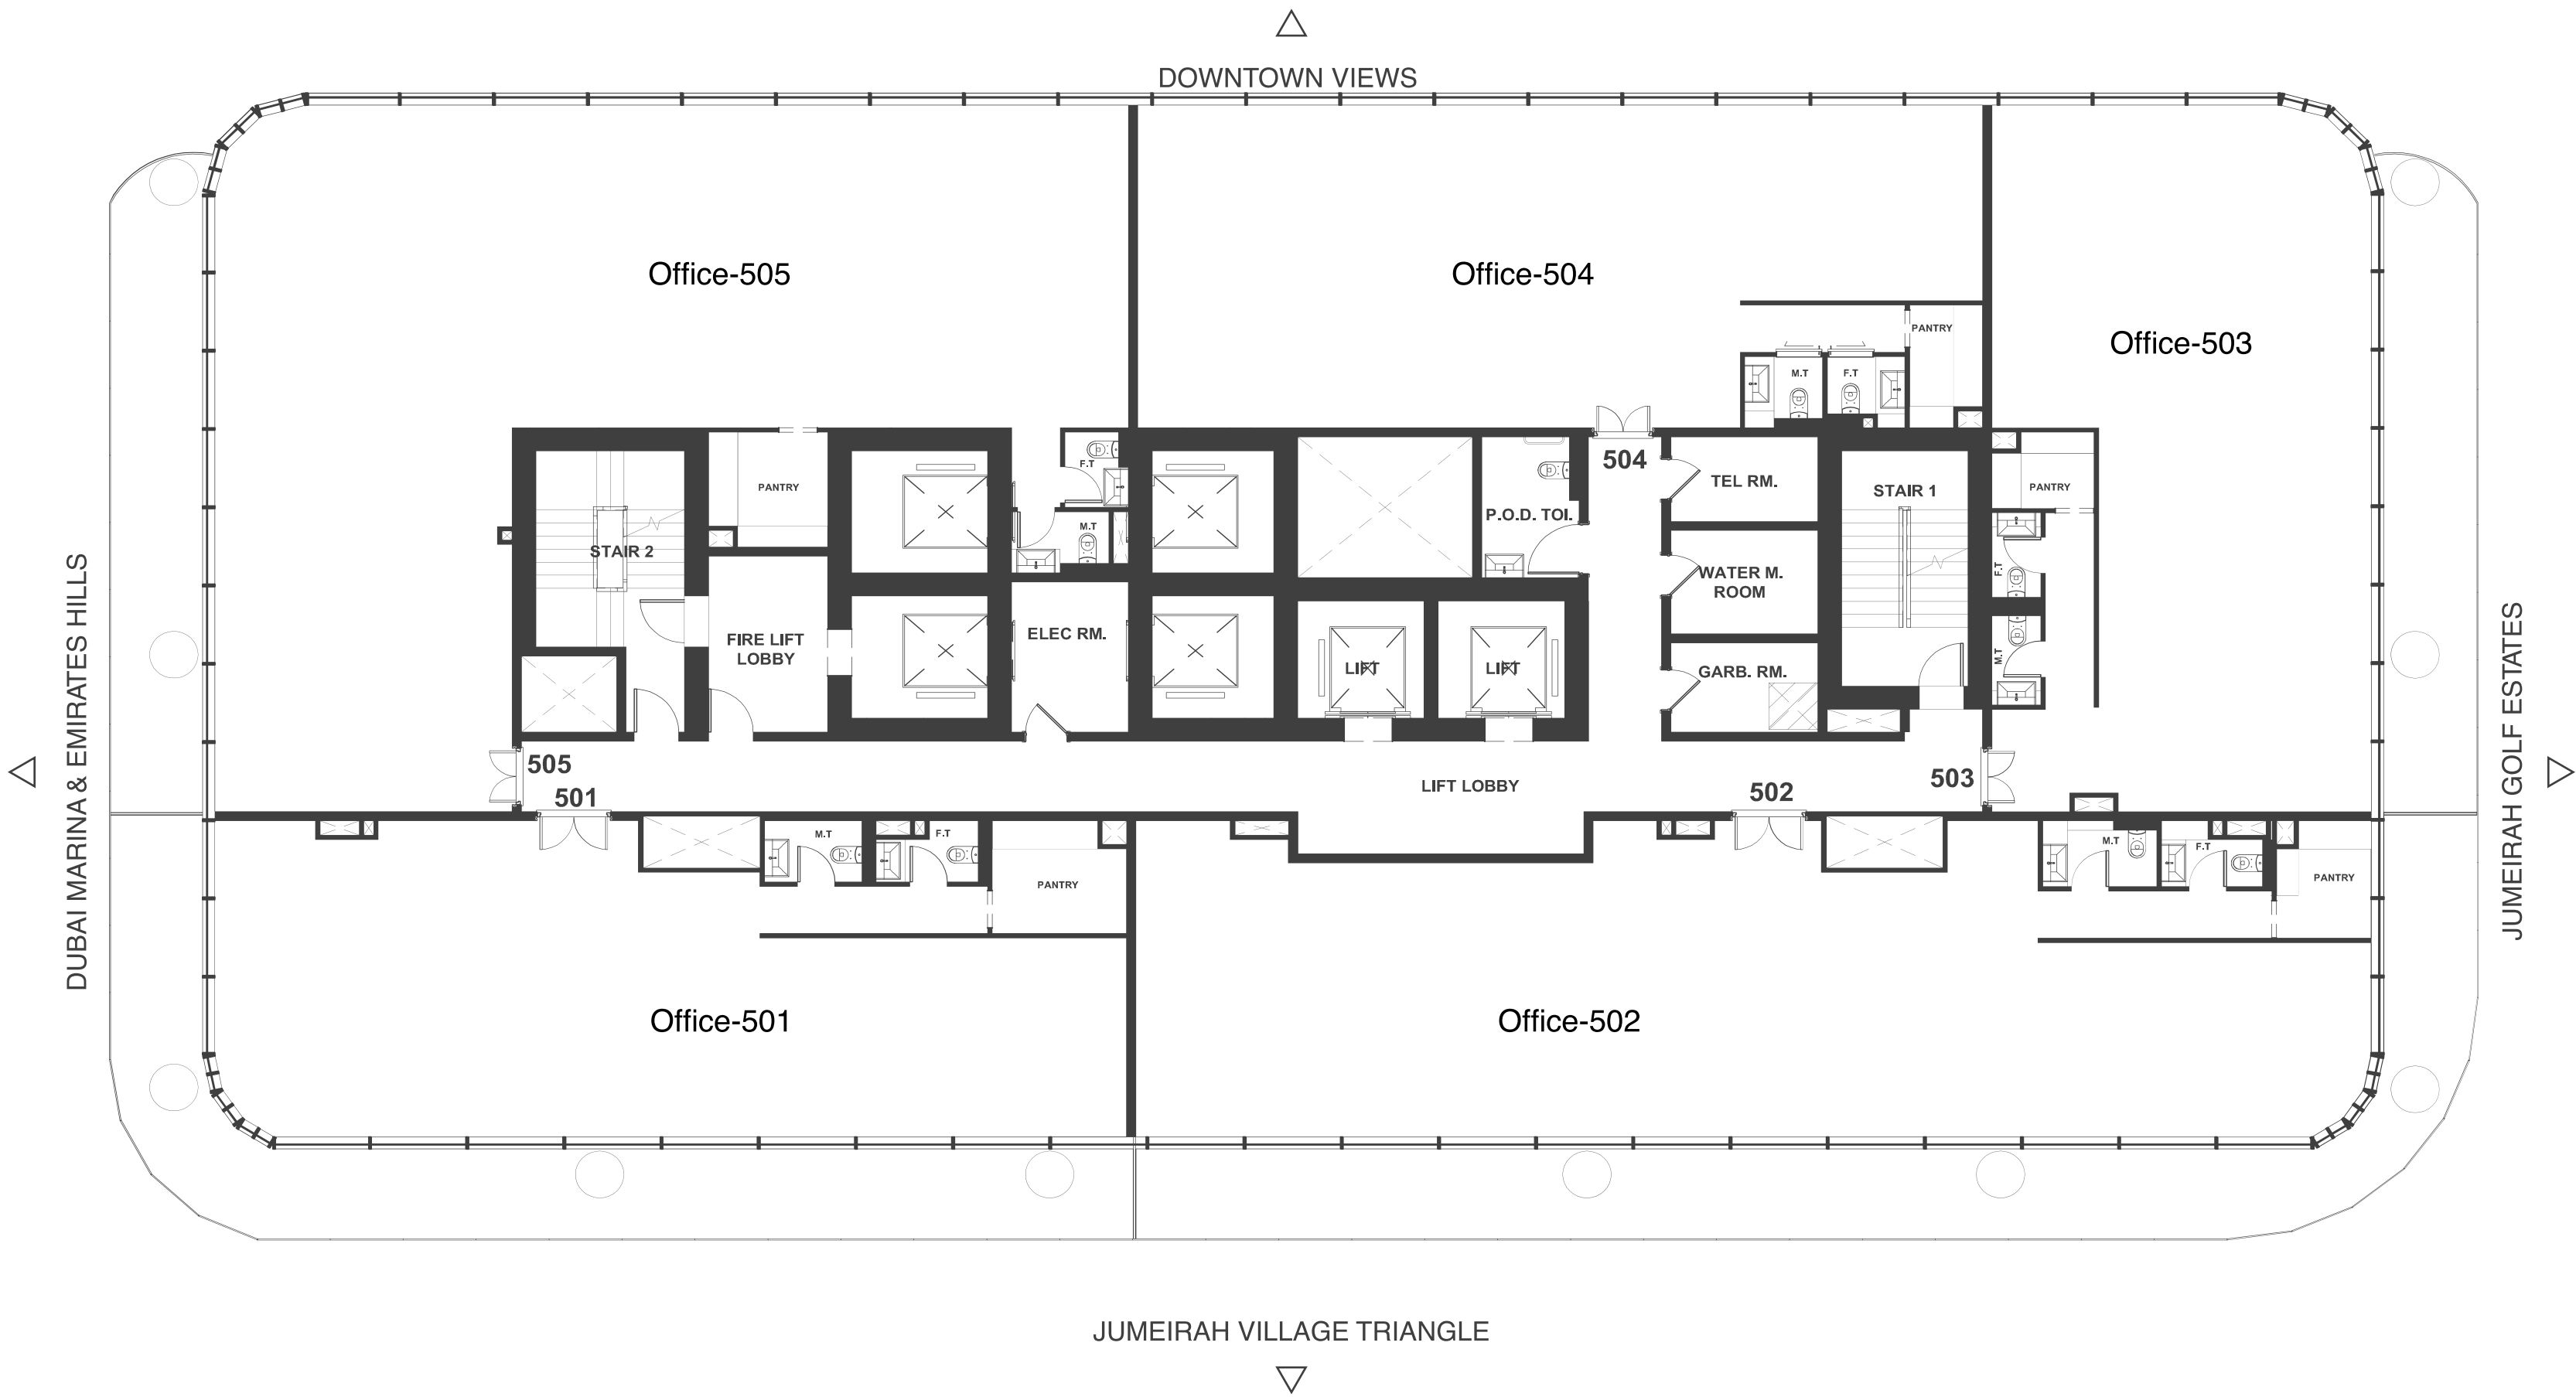 DOWNTOWN VIEWS
Office-505
Office-504
Office-503
PANTRY
M.T
F.T
504
F.T
PANTRY
TEL RM.
STAIR 1
PANTRY
P.O.D. TOI.
M.T
STAIR 2
WATER M.
ROOM
F.T
FIRE LIFT
LOBBY
ELEC RM.
LIFT
LIFT
GARB. RM.
M.T
DUBAI MARINA & EMIRATES HILLS
JUMEIRAH GOLF ESTATES
505
501
LIFT LOBBY
502
503
M.T
F.T
PANTRY
M.T
F.T
PANTRY
Office-501
Office-502
JUMEIRAH VILLAGE TRIANGLE